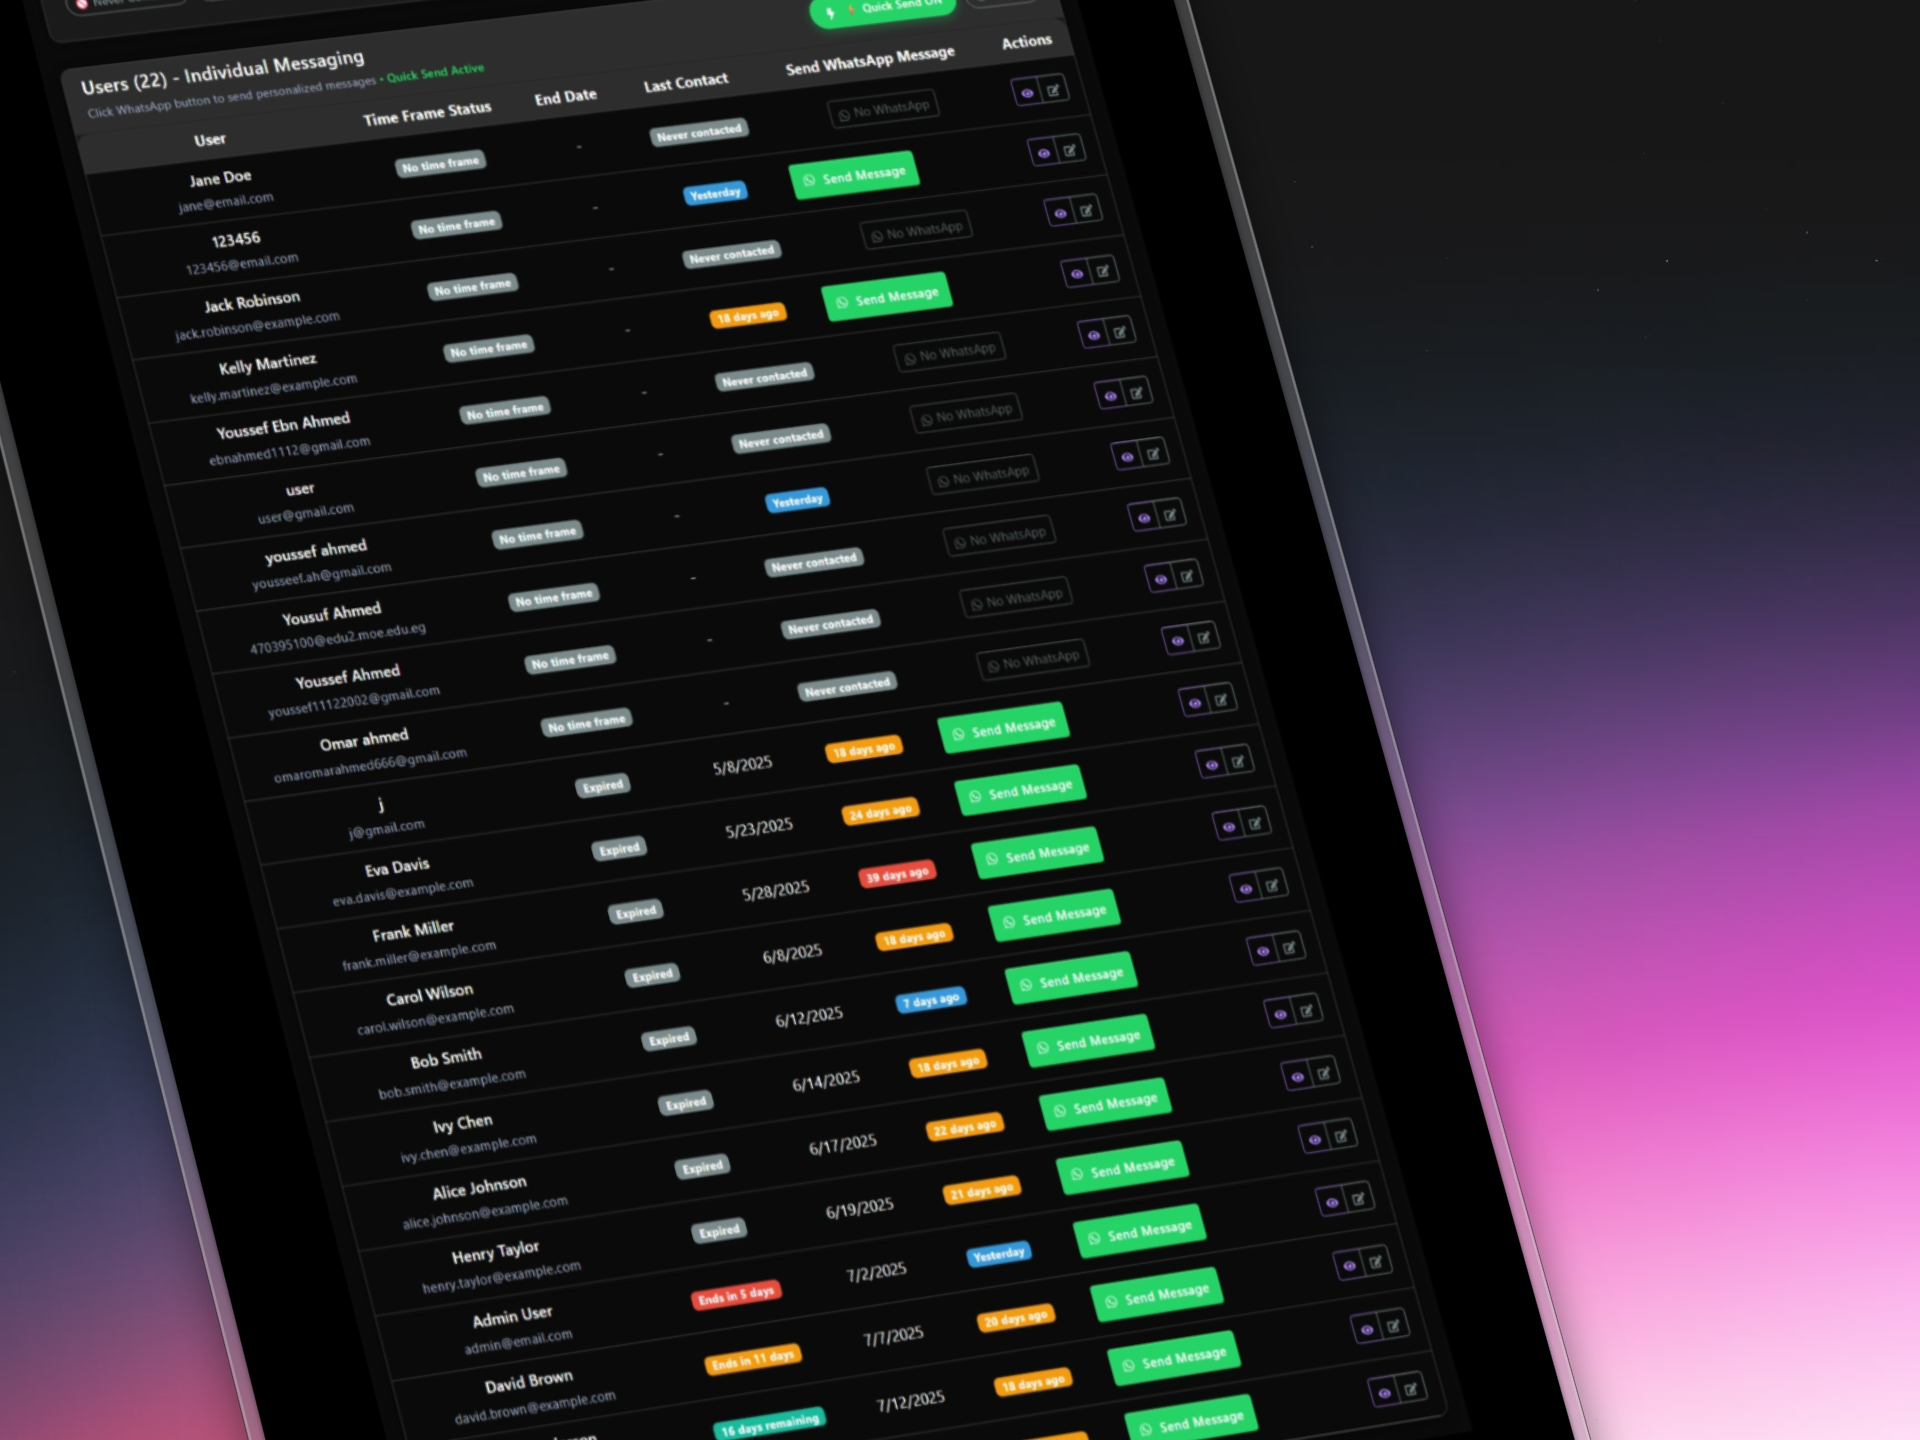 Quick Send ON
Users (22) - Individual Messaging
Click WhatsApp button to send personalized messages • Quick Send Active
User Time Frame Status End Date Last Contact Send WhatsApp Message Actions
Jane Doe No time frame - Never contacted No WhatsApp
jane@email.com
123456 No time frame - Yesterday Send Message
123456@email.com
Jack Robinson No time frame - Never contacted No WhatsApp
jack.robinson@example.com
Kelly Martinez No time frame - 18 days ago Send Message
kelly.martinez@example.com
Youssef Ebn Ahmed No time frame - Never contacted No WhatsApp
ebnahmed1112@gmail.com
user No time frame - Never contacted No WhatsApp
user@gmail.com
youssef ahmed No time frame - Yesterday No WhatsApp
yousseef.ah@gmail.com
Yousuf Ahmed No time frame - Never contacted No WhatsApp
470395100@edu2.moe.edu.eg
Youssef Ahmed No time frame - Never contacted No WhatsApp
youssef11122002@gmail.com
Omar ahmed No time frame - Never contacted No WhatsApp
omaromarahmed666@gmail.com
j Expired 5/8/2025 18 days ago Send Message
j@gmail.com
Eva Davis Expired 5/23/2025 24 days ago Send Message
eva.davis@example.com
Frank Miller Expired 5/28/2025 39 days ago Send Message
frank.miller@example.com
Carol Wilson Expired 6/8/2025 18 days ago Send Message
carol.wilson@example.com
Bob Smith Expired 6/12/2025 7 days ago Send Message
bob.smith@example.com
Ivy Chen Expired 6/14/2025 18 days ago Send Message
ivy.chen@example.com
Alice Johnson Expired 6/17/2025 22 days ago Send Message
alice.johnson@example.com
Henry Taylor Expired 6/19/2025 21 days ago Send Message
henry.taylor@example.com
Admin User Ends in 5 days 7/2/2025 Yesterday Send Message
admin@email.com
David Brown Ends in 11 days 7/7/2025 20 days ago Send Message
david.brown@example.com
16 days remaining 7/12/2025 18 days ago Send Message
Send Message